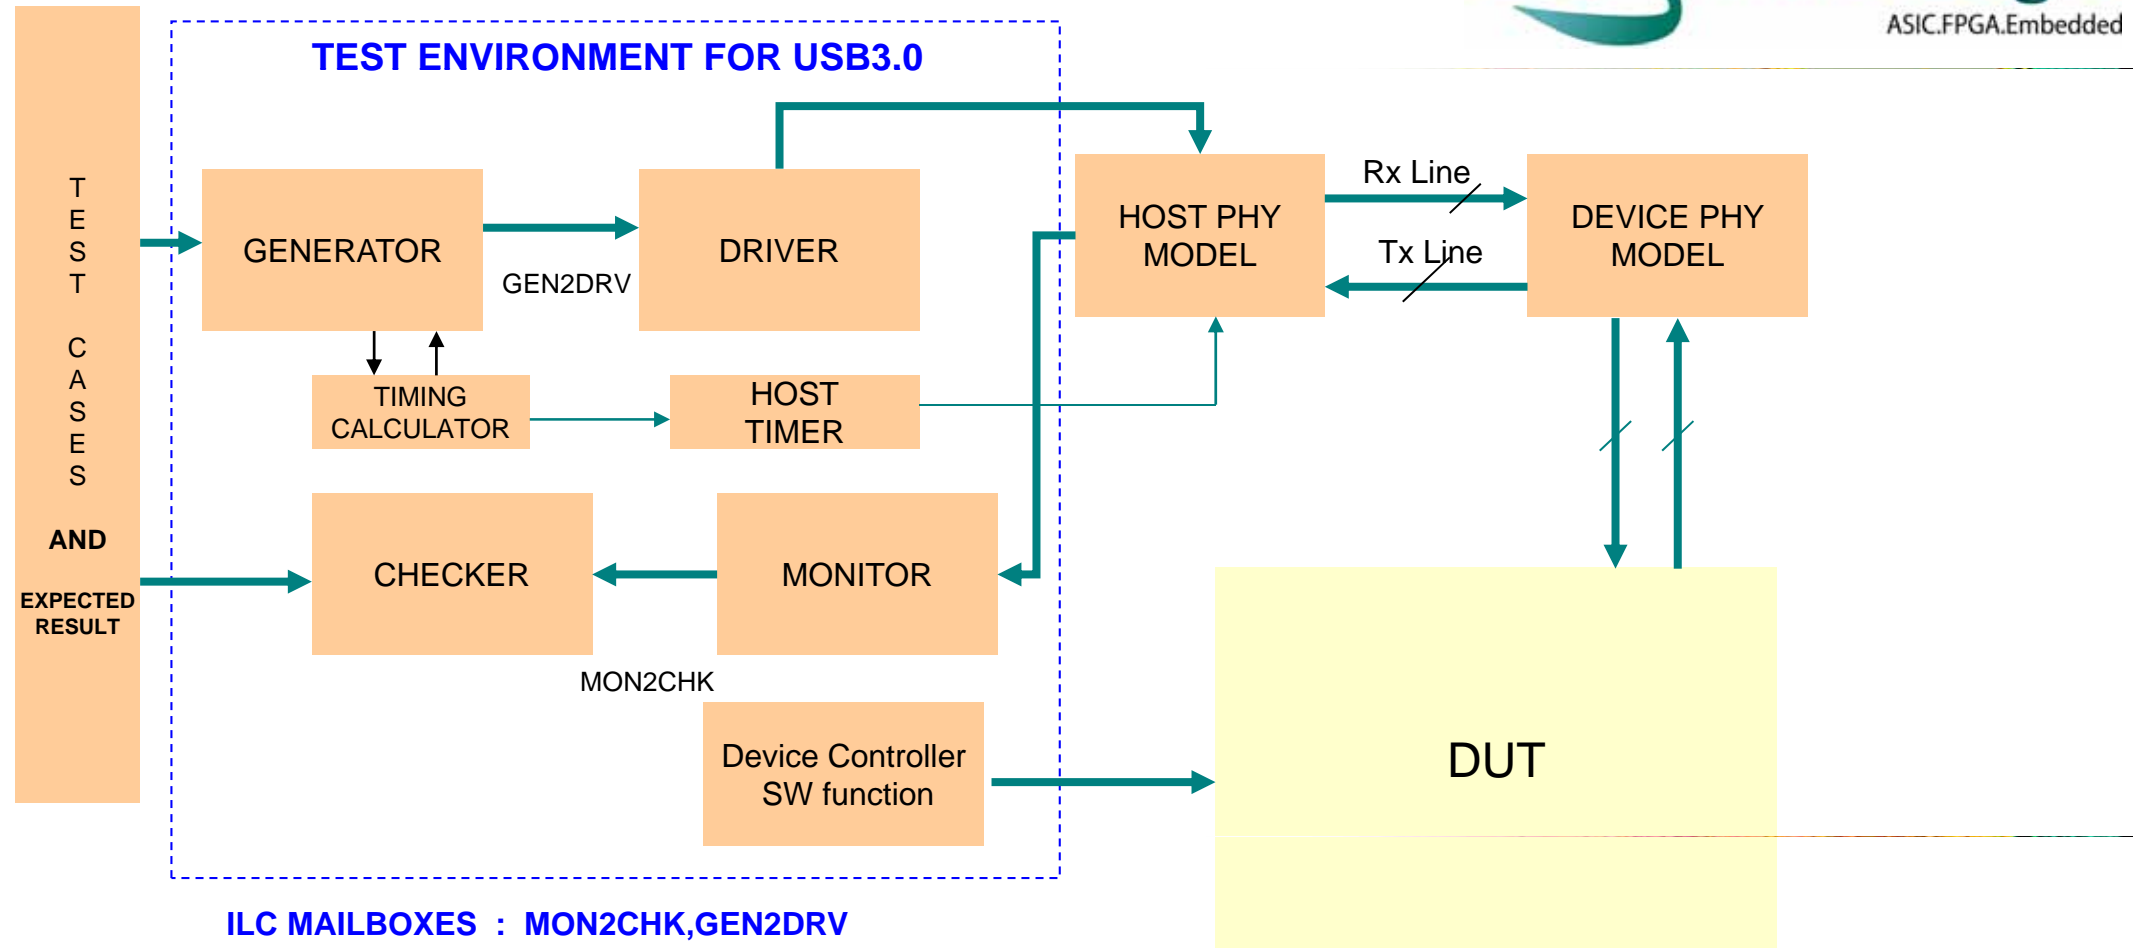 ASIC.FPGA.Embedded
TEST ENVIRONMENT FOR USB3.0
T
E
S
T
C
A
S
E
S
AND
EXPECTED
RESULT
GENERATOR
GEN2DRV
DRIVER
HOST PHY
MODEL
Rx Line
Tx Line
DEVICE PHY
MODEL
TIMING
CALCULATOR
HOST
TIMER
CHECKER
MONITOR
MON2CHK
Device Controller
SW function
DUT
ILC MAILBOXES : MON2CHK,GEN2DRV